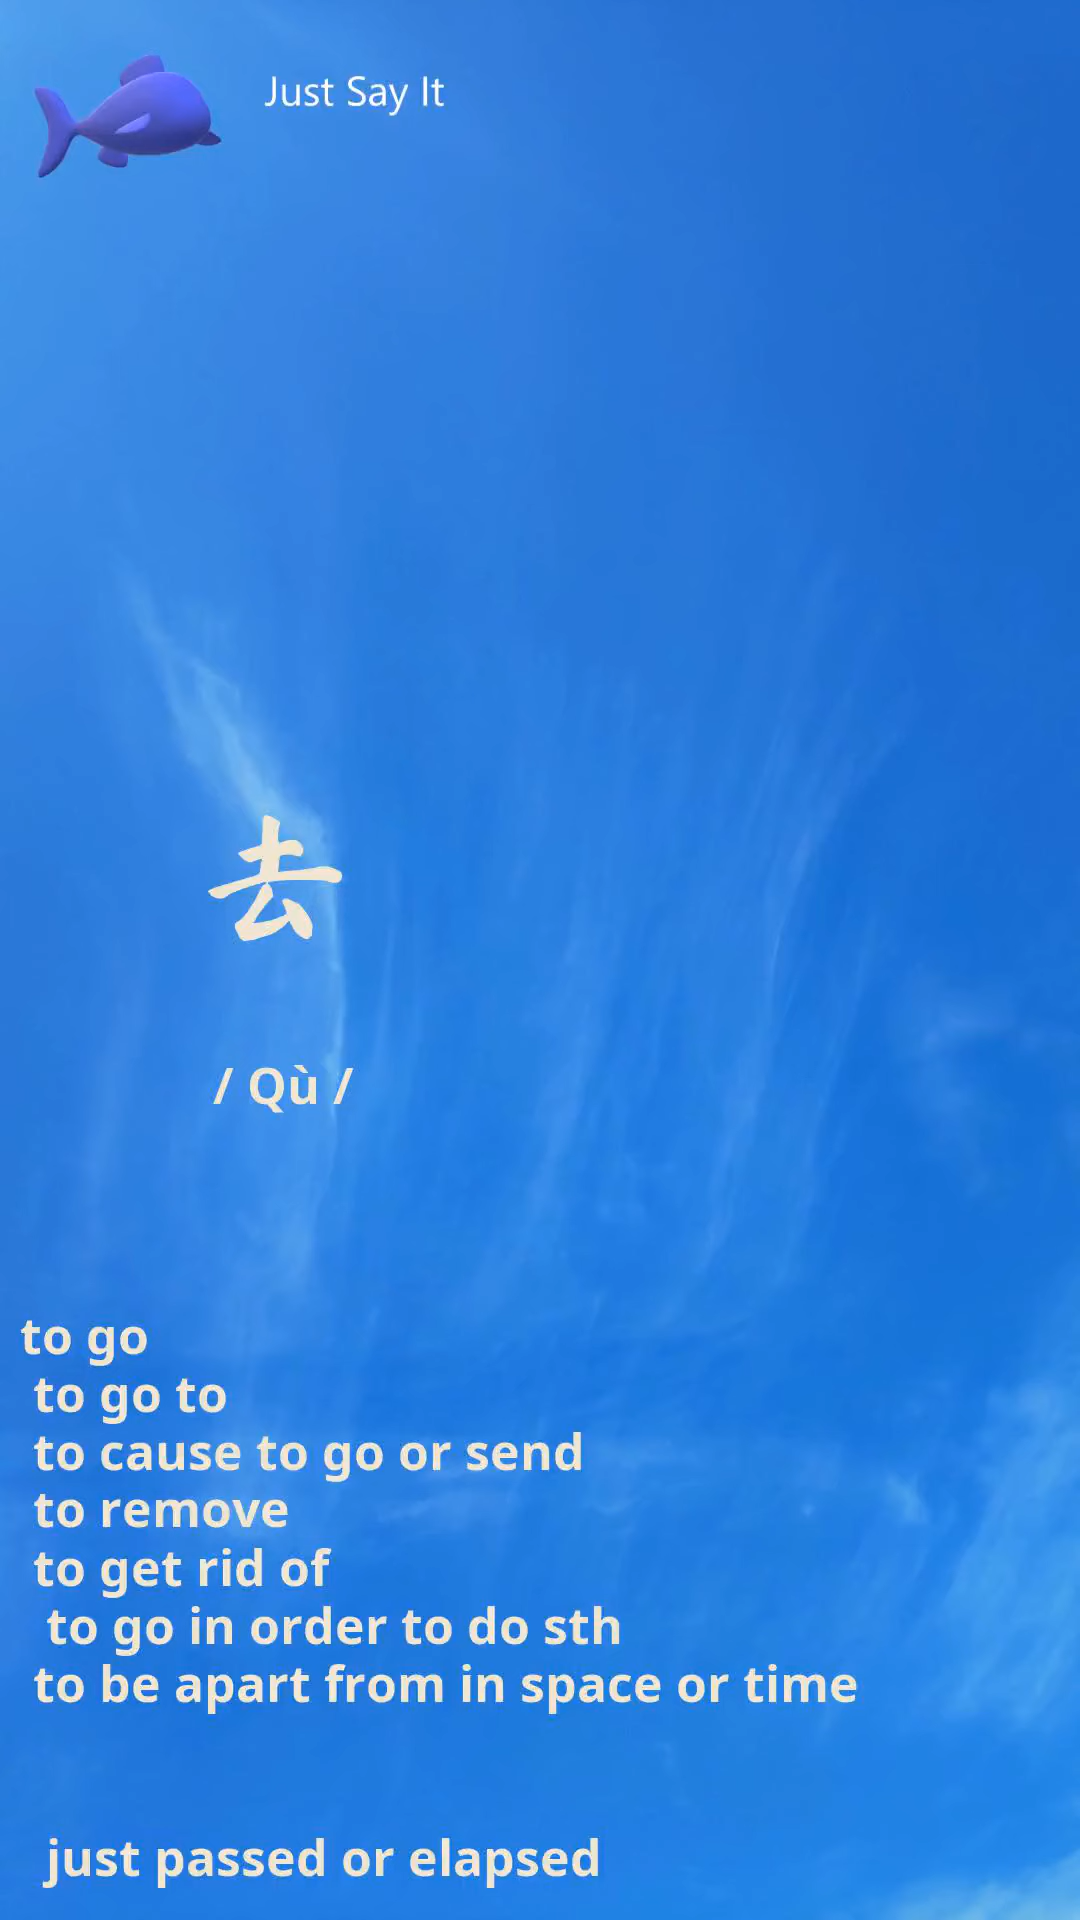 Just Say It
去
/ Qù /
to go
to go to
to cause to go or send
to remove
to get rid of
to go in order to do sth
to be apart from in space or time
just passed or elapsed